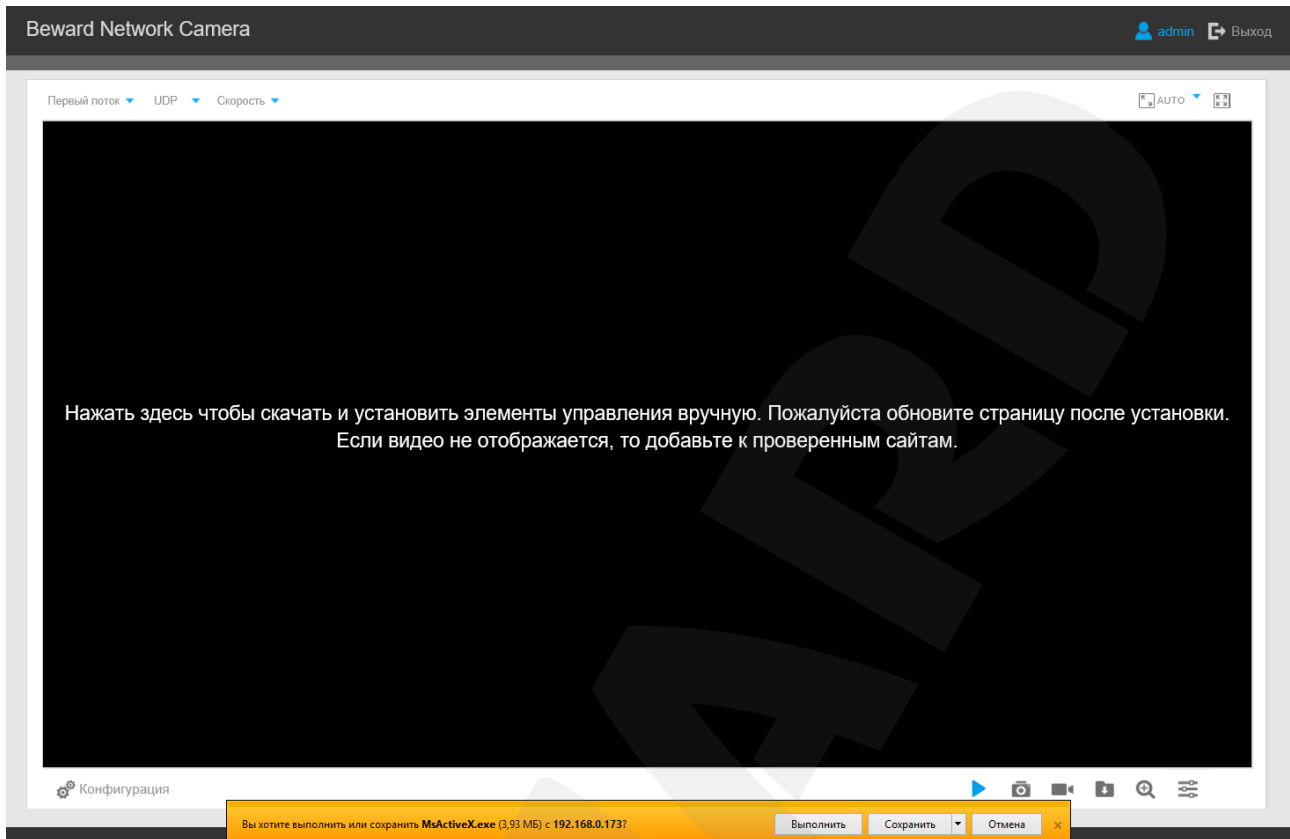 Beward Network Camera
admin Выход
Первый поток UDP Скорость AUTO
Нажать здесь чтобы скачать и установить элементы управления вручную. Пожалуйста обновите страницу после установки.
Если видео не отображается, то добавьте к проверенным сайтам.
Конфигурация
Вы хотите выполнить или сохранить MsActiveX.exe (3,93 МБ) с 192.168.0.173? Выполнить Сохранить Отмена ×